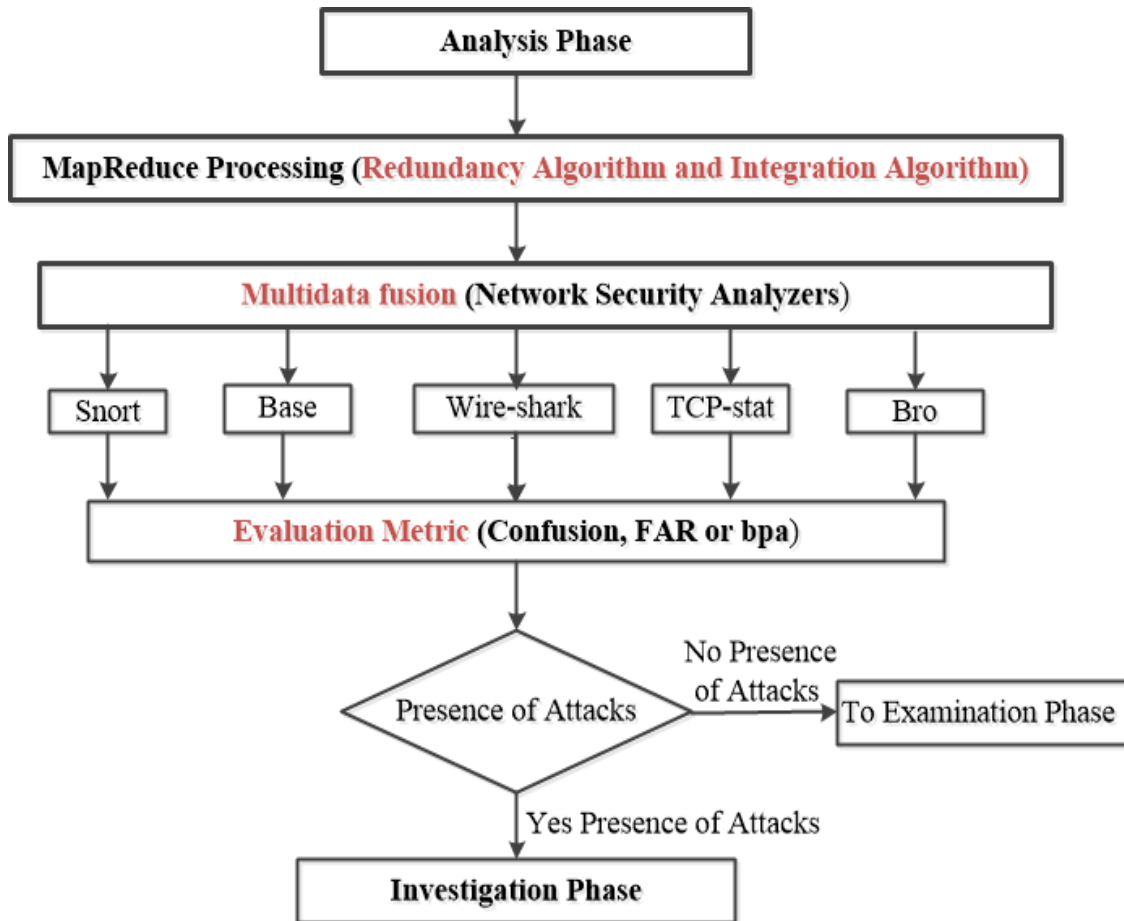 Analysis Phase
MapReduce Processing (Redundancy Algorithm and Integration Algorithm)
Multidata fusion (Network Security Analyzers)
Snort
Base
Wire-shark
TCP-stat
Bro
Evaluation Metric (Confusion, FAR or bpa)
Presence of Attacks
No Presence
of Attacks
To Examination Phase
Yes Presence of Attacks
Investigation Phase